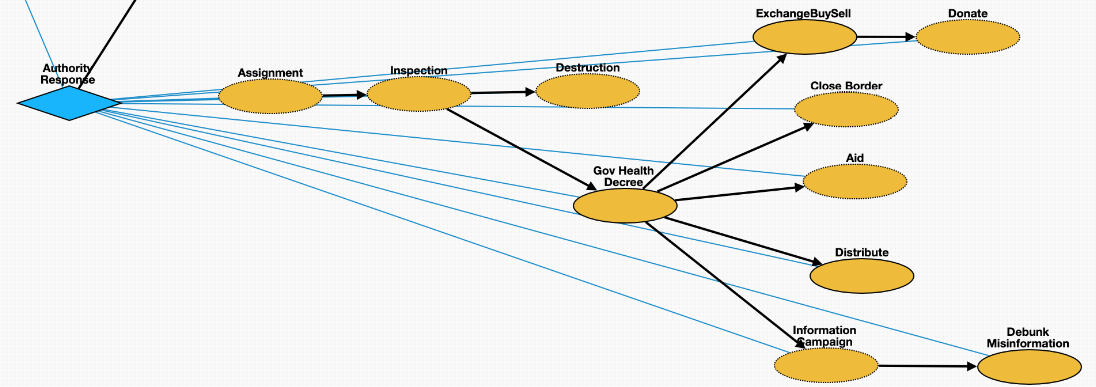 ExchangeBuySell
Donate
Authority
Response
Assignment
Inspection
Destruction
Close Border
Aid
Gov Health
Decree
Distribute
Information
Campaign
Debunk
Misinformation